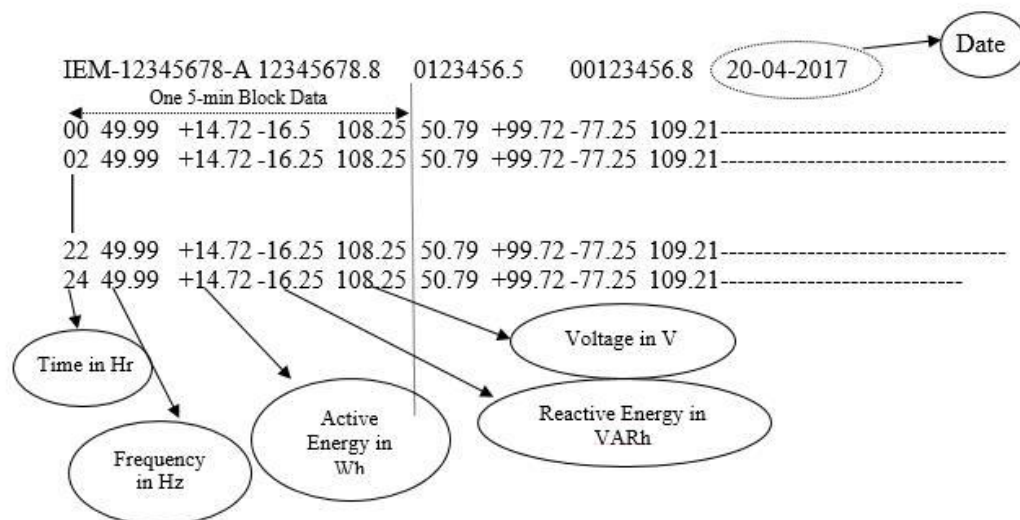 Date
IEM-12345678-A 12345678.8 0123456.5 00123456.8 20-04-2017
One 5-min Block Data
00 49.99 +14.72 -16.5 108.25 50.79 +99.72 -77.25 109.21--------------------------------
02 49.99 +14.72 -16.25 108.25 50.79 +99.72 -77.25 109.21--------------------------------
22 49.99 +14.72 -16.25 108.25 50.79 +99.72 -77.25 109.21--------------------------------
24 49.99 +14.72 -16.25 108.25 50.79 +99.72 -77.25 109.21---------------------------
Time in Hr
Frequency
in Hz
Active
Energy in
Wh
Voltage in V
Reactive Energy in
VARh